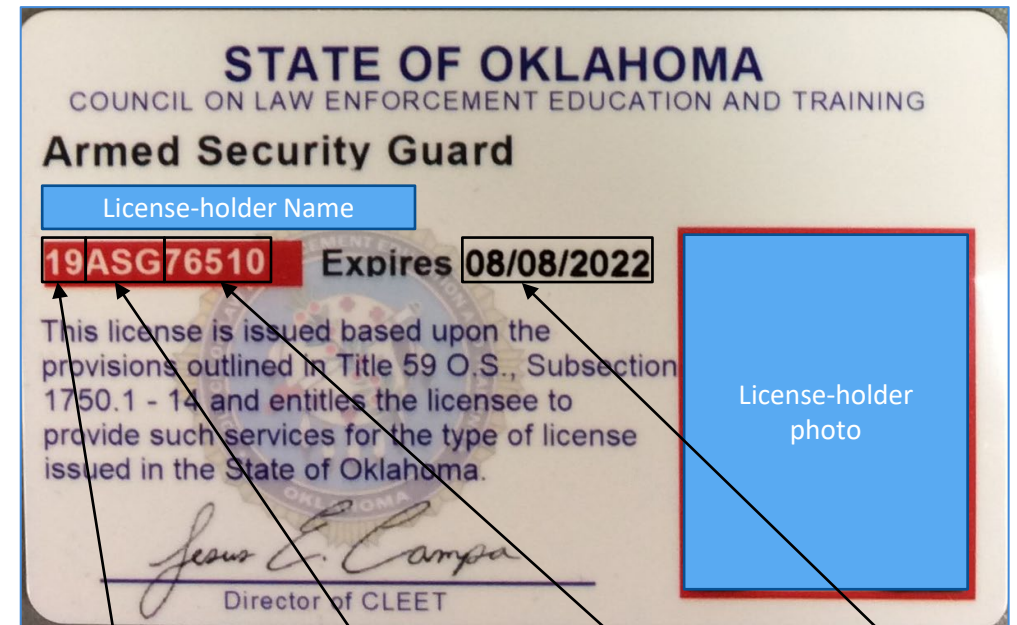 STATE OF OKLAHOMA
COUNCIL ON LAW ENFORCEMENT EDUCATION AND TRAINING
Armed Security Guard
License-holder Name
19ASG76510 Expires 08/08/2022
This license is issued based upon the
provisions outlined in Title 59 O.S., Subsection
1750.1 - 14 and entitles the licensee to
provide such services for the type of license
issued in the State of Oklahoma.
License-holder
photo
OKLAHOMA
Jesus E. Campa
Director of CLEET